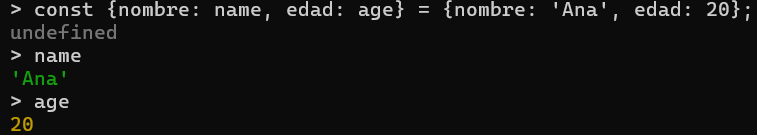 > const {nombre: name, edad: age} = {nombre: 'Ana', edad: 20};
undefined
> name
'Ana'
> age
20